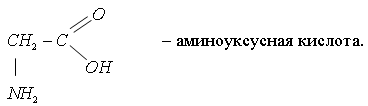 O
CH₂ – C – аминоуксусная кислота.
OH
NH₂